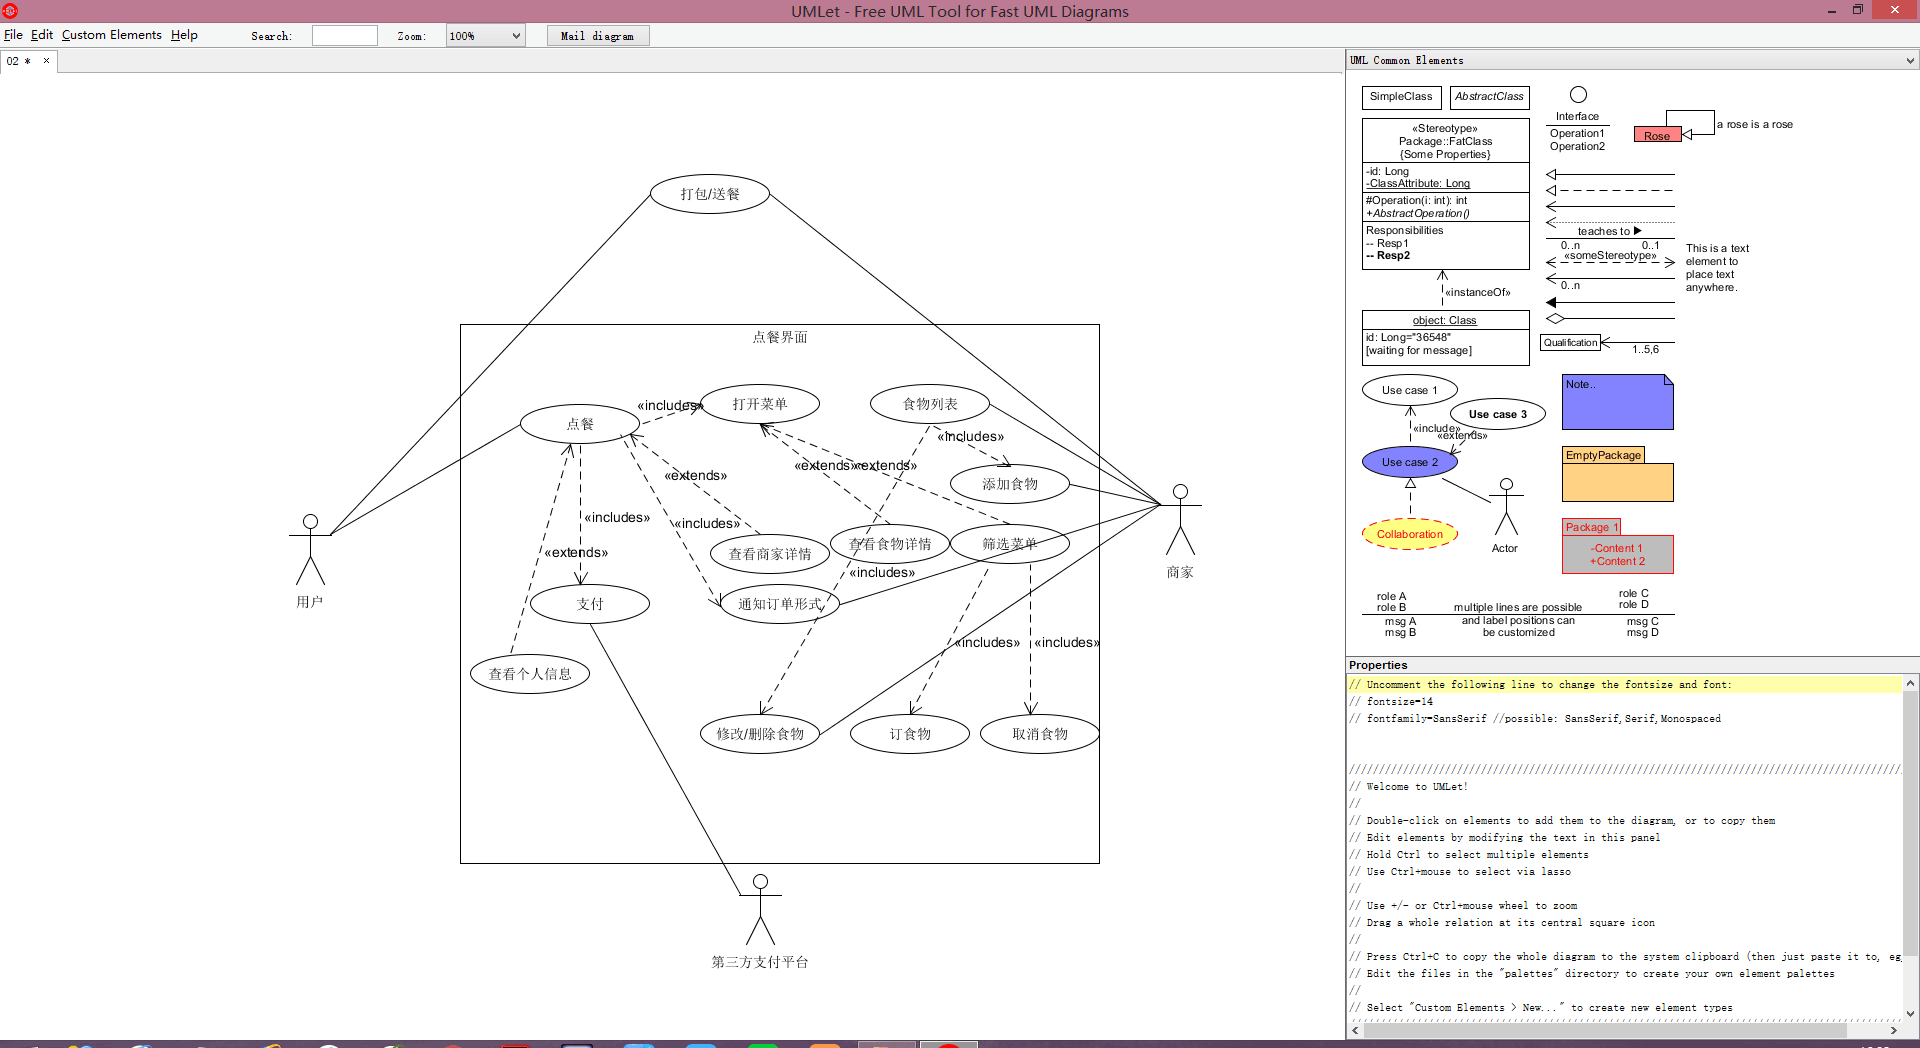 UMLet - Free UML Tool for Fast UML Diagrams
File Edit Custom Elements Help Search: Zoom: 100% Mail diagram
02 *
打包/送餐
点餐界面
点餐
«includes»
打开菜单
食物列表
«includes»
«extends»
«extends»
«extends»
添加食物
«includes»
«includes»
«extends»
查看商家详情
查看食物详情
筛选菜单
«includes»
用户
商家
支付
通知订单形式
«includes»
«includes»
查看个人信息
修改/删除食物
订食物
取消食物
第三方支付平台
UML Common Elements
SimpleClass
AbstractClass
Interface
Operation1
Operation2
Rose
a rose is a rose
«Stereotype»
Package::FatClass
{Some Properties}
-id: Long
-ClassAttribute: Long
#Operation(i: int): int
+AbstractOperation()
Responsibilities
-- Resp1
-- Resp2
teaches to
0..n 0..1
«someStereotype»
0..n
This is a text
element to
place text
anywhere.
«instanceOf»
object: Class
id: Long="36548"
[waiting for message]
Qualification
1..5,6
Use case 1
Use case 3
«include»
«extends»
Use case 2
Collaboration
Actor
Note..
EmptyPackage
Package 1
-Content 1
+Content 2
role A
role B
msg A
msg B
multiple lines are possible
and label positions can
be customized
role C
role D
msg C
msg D
Properties
// Uncomment the following line to change the fontsize and font:
// fontsize=14
// fontfamily=SansSerif //possible: SansSerif,Serif,Monospaced
// Welcome to UMLet!
//
// Double-click on elements to add them to the diagram, or to copy them
// Edit elements by modifying the text in this panel
// Hold Ctrl to select multiple elements
// Use Ctrl+mouse to select via lasso
//
// Use +/- or Ctrl+mouse wheel to zoom
// Drag a whole relation at its central square icon
//
// Press Ctrl+C to copy the whole diagram to the system clipboard (then just paste it to, eg,
// Edit the files in the "palettes" directory to create your own element palettes
//
// Select "Custom Elements > New..." to create new element types